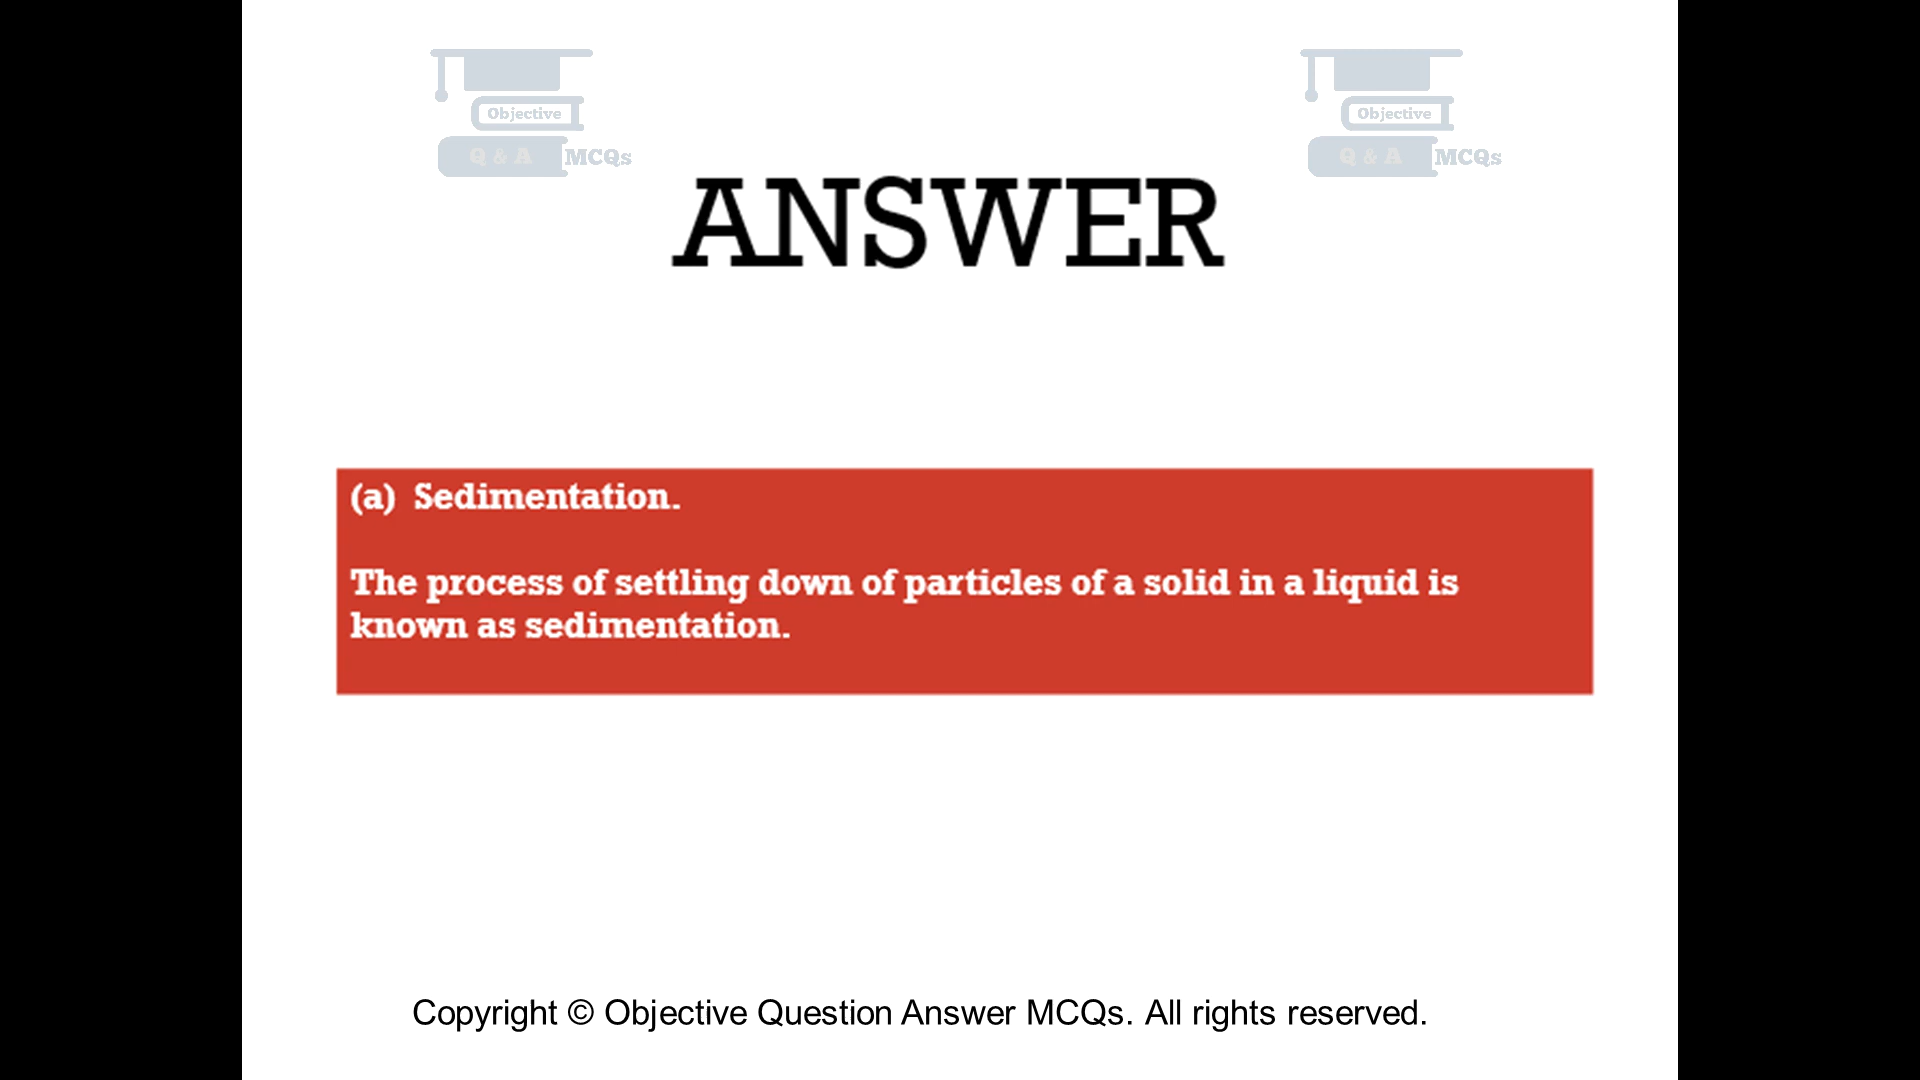 Objective
Q & A MCQs
Objective
Q & A MCQs
ANSWER
(a) Sedimentation.
The process of settling down of particles of a solid in a liquid is
known as sedimentation.
Copyright © Objective Question Answer MCQs. All rights reserved.